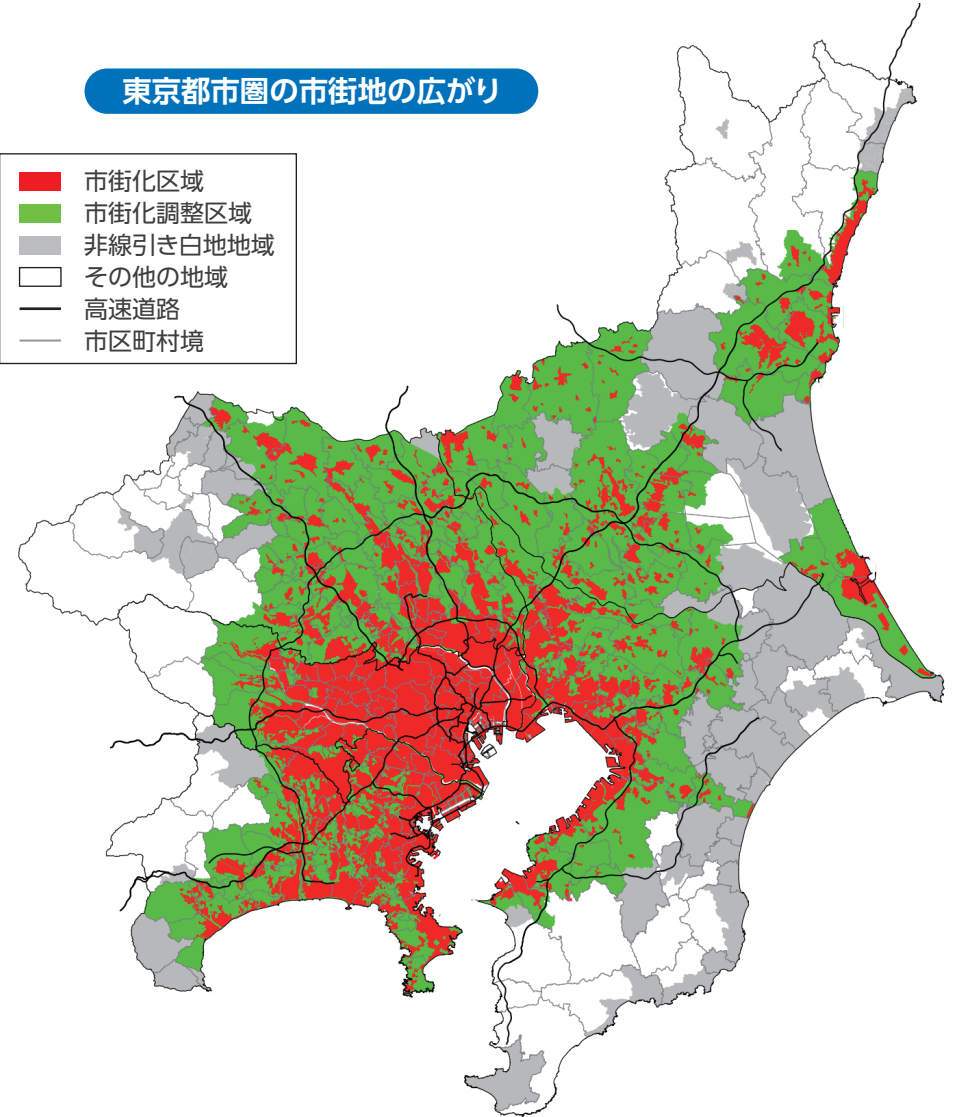 東京都市圏の市街地の広がり
市街化区域
市街化調整区域
非線引き白地地域
その他の地域
高速道路
市区町村境